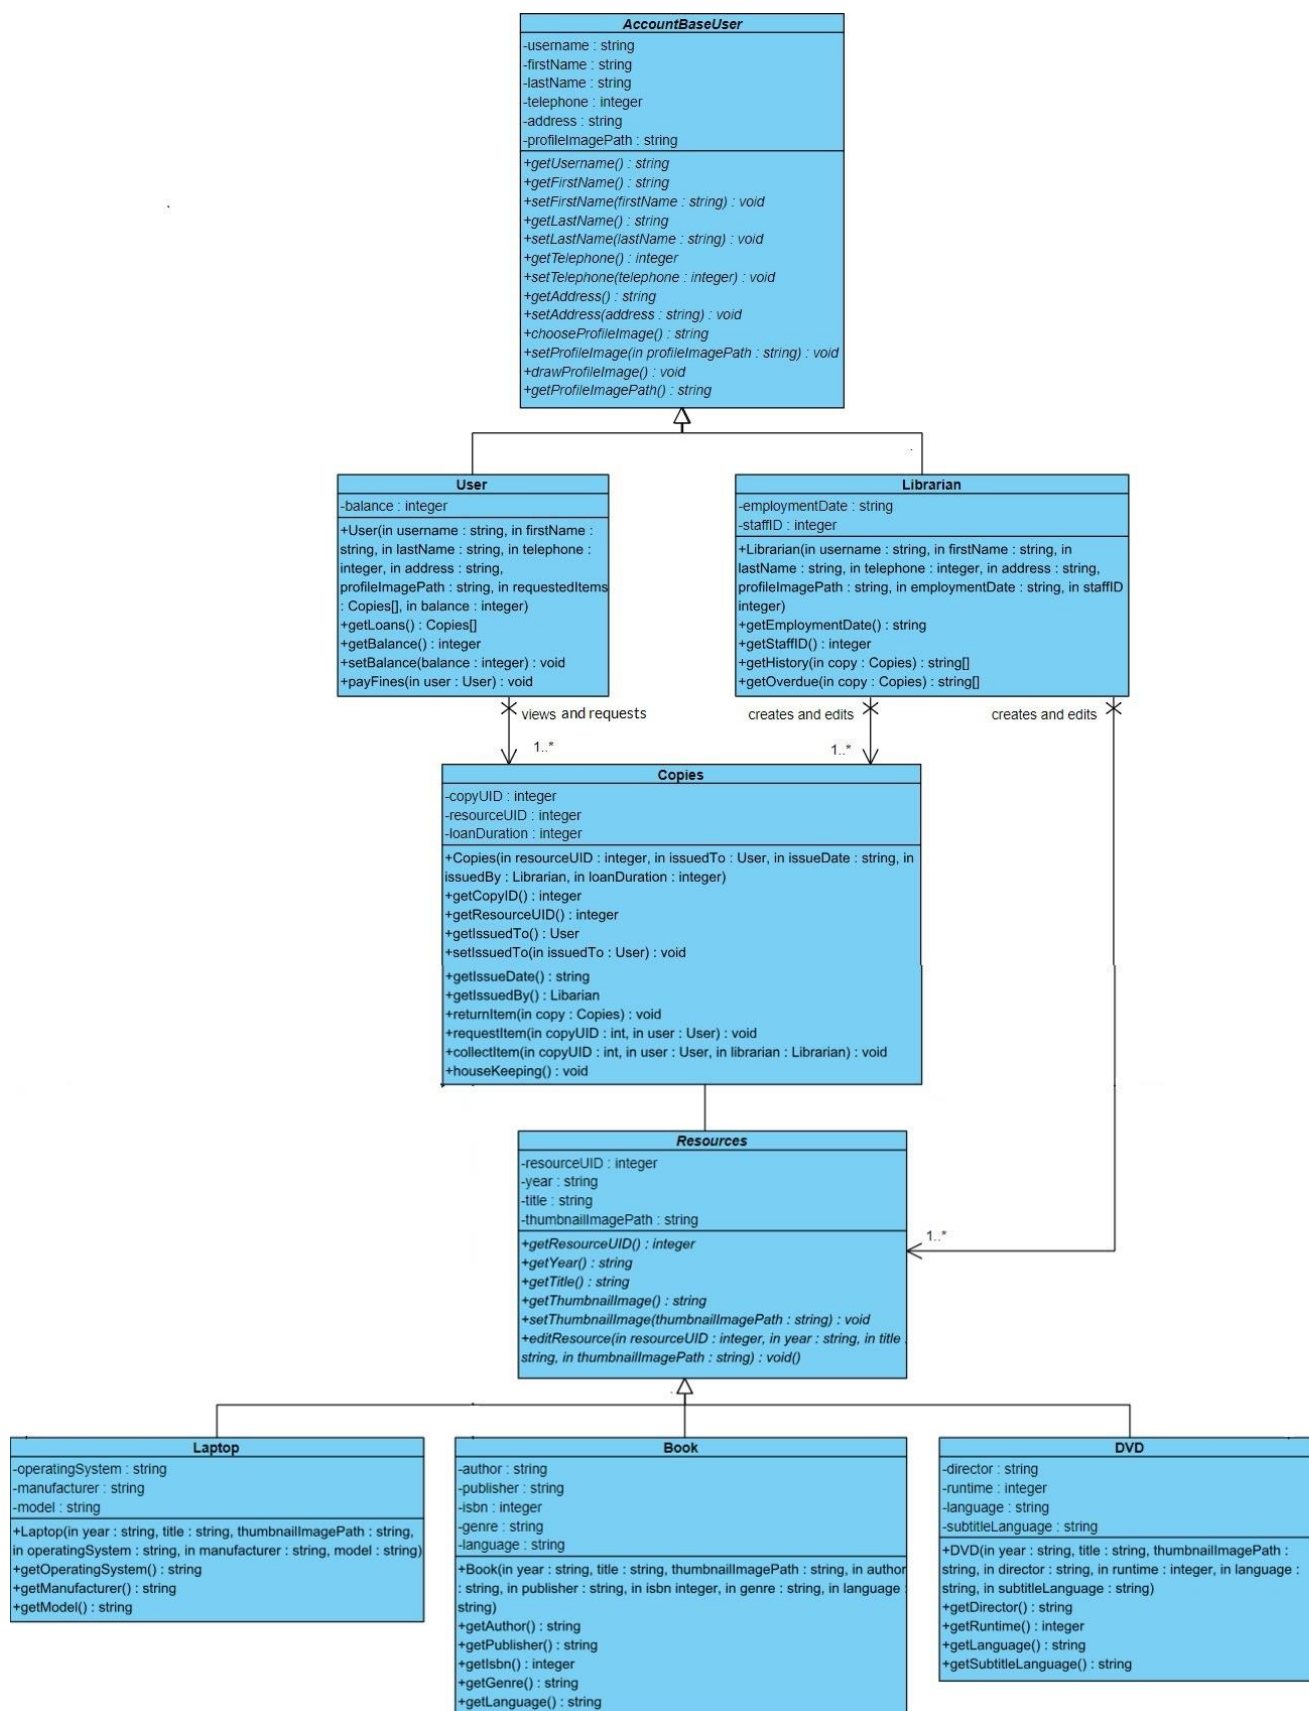 AccountBaseUser
-username : string
-firstName : string
-lastName : string
-telephone : integer
-address : string
-profileImagePath : string
+getUsername() : string
+getFirstName() : string
+setFirstName(firstName : string) : void
+getLastName() : string
+setLastName(lastName : string) : void
+getTelephone() : integer
+setTelephone(telephone : integer) : void
+getAddress() : string
+setAddress(address : string) : void
+chooseProfileImage() : string
+setProfileImage(in profileImagePath : string) : void
+drawProfileImage() : void
+getProfileImagePath() : string
User
-balance : integer
+User(in username : string, in firstName :
string, in lastName : string, in telephone :
integer, in address : string,
profileImagePath : string, in requestedItems
: Copies[], in balance : integer)
+getLoans() : Copies[]
+getBalance() : integer
+setBalance(balance : integer) : void
+payFines(in user : User) : void
Librarian
-employmentDate : string
-staffID : integer
+Librarian(in username : string, in firstName : string, in
lastName : string, in telephone : integer, in address : string,
profileImagePath : string, in employmentDate : string, in staffID
integer)
+getEmploymentDate() : string
+getStaffID() : integer
+getHistory(in copy : Copies) : string[]
+getOverdue(in copy : Copies) : string[]
views and requests
creates and edits
creates and edits
1..*
1..*
Copies
-copyUID : integer
-resourceUID : integer
-loanDuration : integer
+Copies(in resourceUID : integer, in issuedTo : User, in issueDate : string, in
issuedBy : Librarian, in loanDuration : integer)
+getCopyID() : integer
+getResourceUID() : integer
+getIssuedTo() : User
+setIssuedTo(in issuedTo : User) : void
+getIssueDate() : string
+getIssuedBy() : Libarian
+returnItem(in copy : Copies) : void
+requestItem(in copyUID : int, in user : User) : void
+collectItem(in copyUID : int, in user : User, in librarian : Librarian) : void
+houseKeeping() : void
Resources
-resourceUID : integer
-year : string
-title : string
-thumbnailImagePath : string
+getResourceUID() : integer
+getYear() : string
+getTitle() : string
+getThumbnailImage() : string
+setThumbnailImage(thumbnailImagePath : string) : void
+editResource(in resourceUID : integer, in year : string, in title :
string, in thumbnailImagePath : string) : void()
1..*
Laptop
-operatingSystem : string
-manufacturer : string
-model : string
+Laptop(in year : string, title : string, thumbnailImagePath : string,
in operatingSystem : string, in manufacturer : string, model : string)
+getOperatingSystem() : string
+getManufacturer() : string
+getModel() : string
Book
-author : string
-publisher : string
-isbn : integer
-genre : string
-language : string
+Book(in year : string, title : string, thumbnailImagePath : string, in author
: string, in publisher : string, in isbn integer, in genre : string, in language :
string)
+getAuthor() : string
+getPublisher() : string
+getIsbn() : integer
+getGenre() : string
+getLanguage() : string
DVD
-director : string
-runtime : integer
-language : string
-subtitleLanguage : string
+DVD(in year : string, title : string, thumbnailImagePath :
string, in director : string, in runtime : integer, in language :
string, in subtitleLanguage : string)
+getDirector() : string
+getRuntime() : integer
+getLanguage() : string
+getSubtitleLanguage() : string